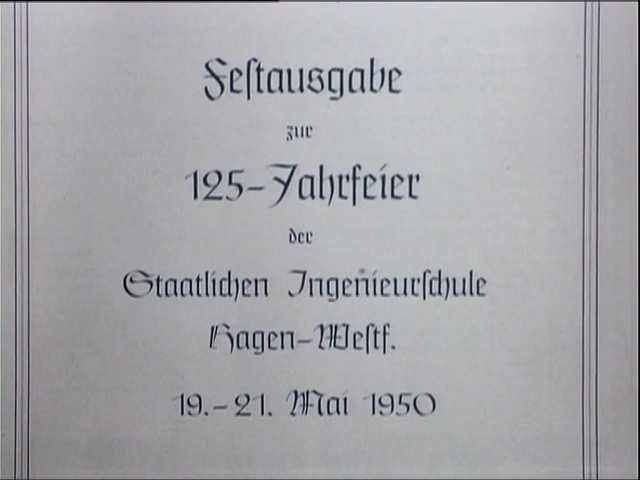 Festausgabe
zur
125-Jahrfeier
der
Staatlichen Ingenieurschule
Hagen-Westf.
19.-21. Mai 1950